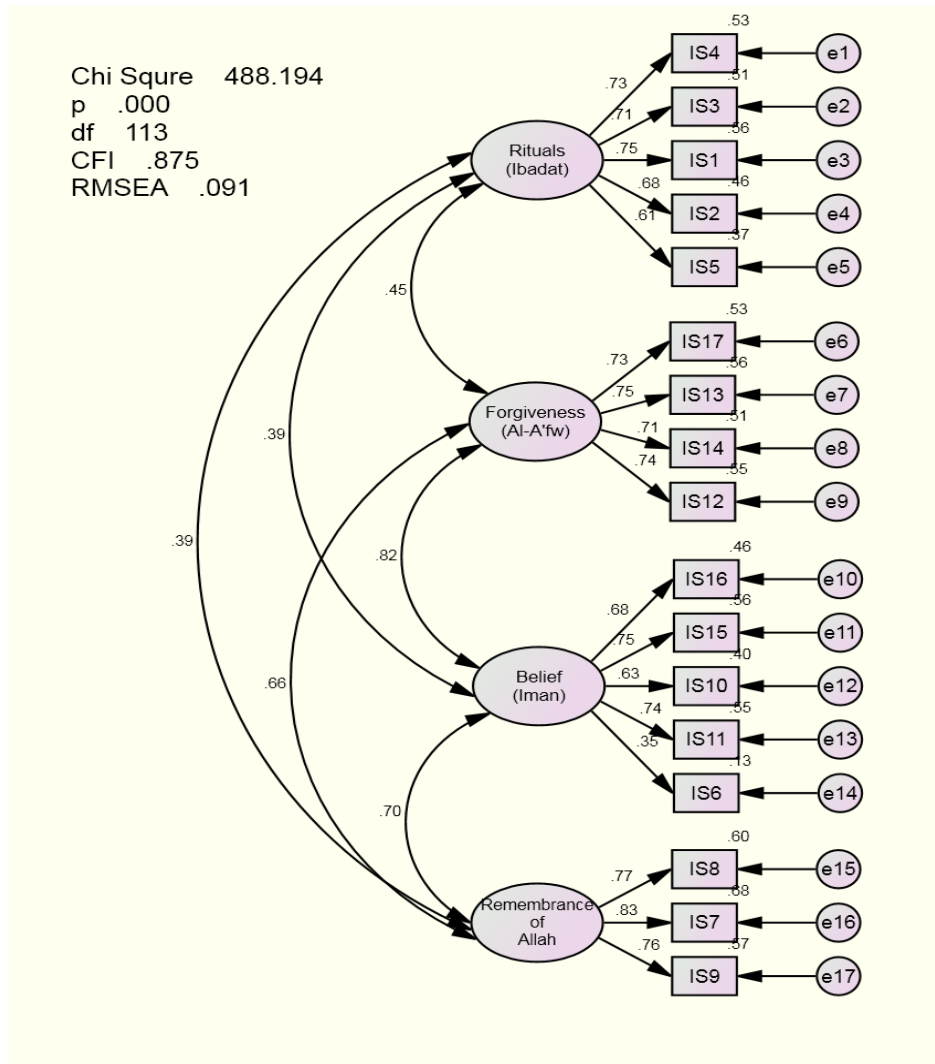 Chi Squre 488.194
p .000
df 113
CFI .875
RMSEA .091
.53
IS4
e1
.73
.51
IS3
e2
.71
.56
Rituals
(Ibadat)
.75
IS1
e3
.68
.46
IS2
e4
.61
.37
IS5
e5
.45
.53
IS17
e6
.73
.56
IS13
e7
.75
.51
Forgiveness
(Al-A'fw)
.71
IS14
e8
.74
.55
IS12
e9
.39
.39
.82
.46
IS16
e10
.68
.56
IS15
e11
.75
.40
Belief
(Iman)
.63
IS10
e12
.74
.55
IS11
e13
.35
.13
IS6
e14
.66
.70
.60
IS8
e15
.77
.68
Remembrance
of
Allah
.83
IS7
e16
.76
.57
IS9
e17